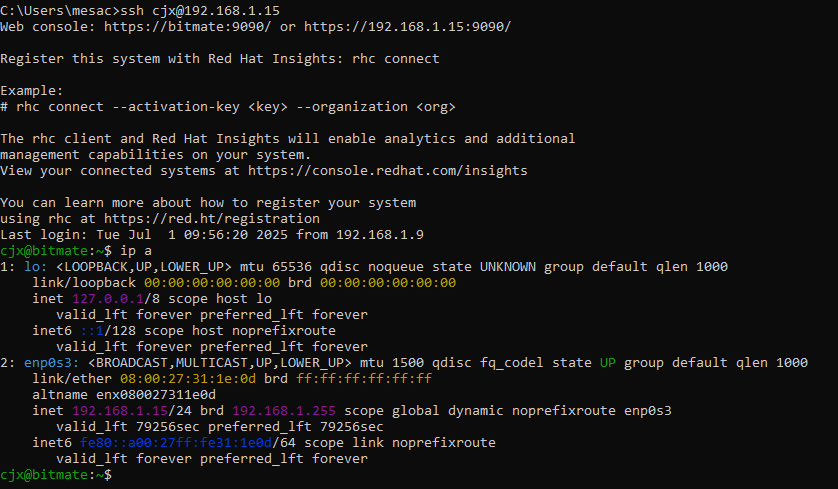 C:\Users\mesac>ssh cjx@192.168.1.15
Web console: https://bitmate:9090/ or https://192.168.1.15:9090/

Register this system with Red Hat Insights: rhc connect

Example:
# rhc connect --activation-key <key> --organization <org>

The rhc client and Red Hat Insights will enable analytics and additional
management capabilities on your system.
View your connected systems at https://console.redhat.com/insights

You can learn more about how to register your system
using rhc at https://red.ht/registration
Last login: Tue Jul  1 09:56:20 2025 from 192.168.1.9
cjx@bitmate:~$ ip a
1: lo: <LOOPBACK,UP,LOWER_UP> mtu 65536 qdisc noqueue state UNKNOWN group default qlen 1000
    link/loopback 00:00:00:00:00:00 brd 00:00:00:00:00:00
    inet 127.0.0.1/8 scope host lo
       valid_lft forever preferred_lft forever
    inet6 ::1/128 scope host noprefixroute
       valid_lft forever preferred_lft forever
2: enp0s3: <BROADCAST,MULTICAST,UP,LOWER_UP> mtu 1500 qdisc fq_codel state UP group default qlen 1000
    link/ether 08:00:27:31:1e:0d brd ff:ff:ff:ff:ff:ff
    altname enx080027311e0d
    inet 192.168.1.15/24 brd 192.168.1.255 scope global dynamic noprefixroute enp0s3
       valid_lft 79256sec preferred_lft 79256sec
    inet6 fe80::a00:27ff:fe31:1e0d/64 scope link noprefixroute
       valid_lft forever preferred_lft forever
cjx@bitmate:~$